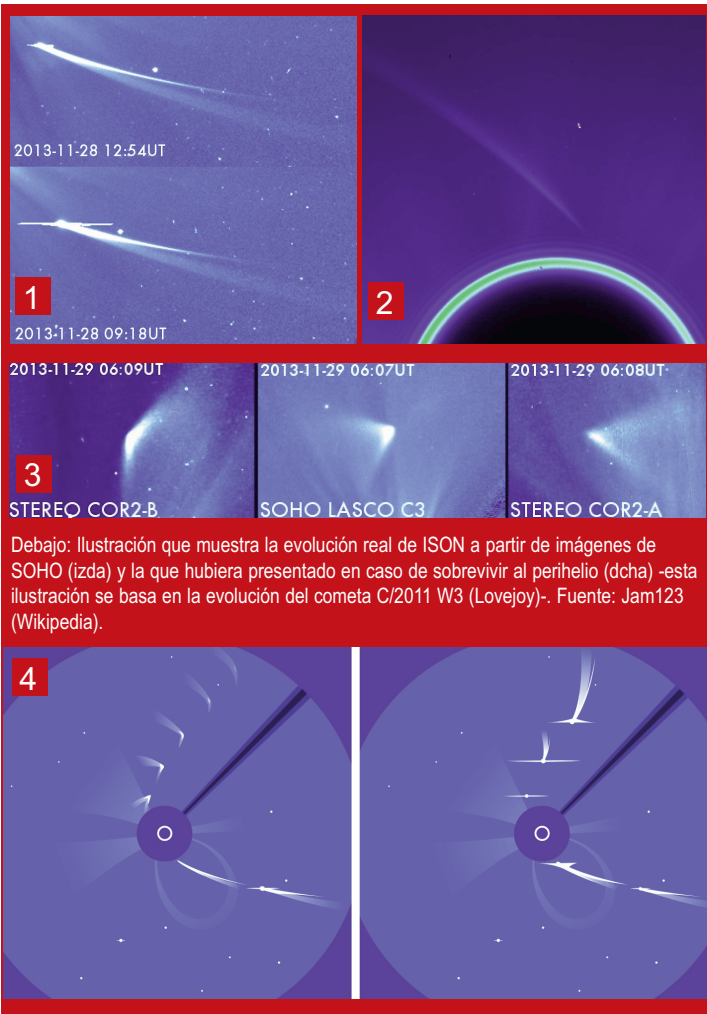 2013-11-28 12:54UT
1
2013-11-28 09:18UT
2
2013-11-29 06:09UT
2013-11-29 06:07UT
2013-11-29 06:08UT
3
STEREO COR2-B
SOHO LASCO C3
STEREO COR2-A
Debajo: Ilustración que muestra la evolución real de ISON a partir de imágenes de
SOHO (izda) y la que hubiera presentado en caso de sobrevivir al perihelio (dcha) -esta
ilustración se basa en la evolución del cometa C/2011 W3 (Lovejoy)-. Fuente: Jam123
(Wikipedia).
4